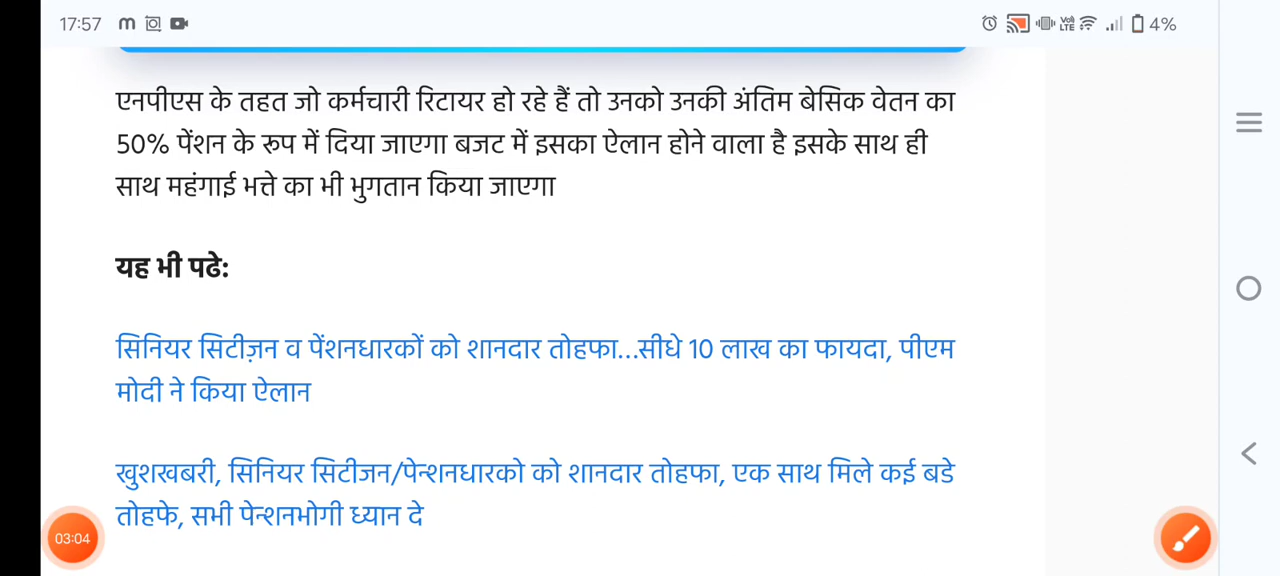 17:57 m VoI) LTE 4%
एनपीएस के तहत जो कर्मचारी रिटायर हो रहे हैं तो उनको उनकी अंतिम बेसिक वेतन का
50% पेंशन के रूप में दिया जाएगा बजट में इसका ऐलान होने वाला है इसके साथ ही
साथ महंगाई भत्ते का भी भुगतान किया जाएगा
यह भी पढे:
सिनियर सिटीज़न व पेंशनधारकों को शानदार तोहफा...सीधे 10 लाख का फायदा, पीएम
मोदी ने किया ऐलान
खुशखबरी, सिनियर सिटीजन/पेन्शनधारको को शानदार तोहफा, एक साथ मिले कई बडे
तोहफे, सभी पेन्शनभोगी ध्यान दे
03:04